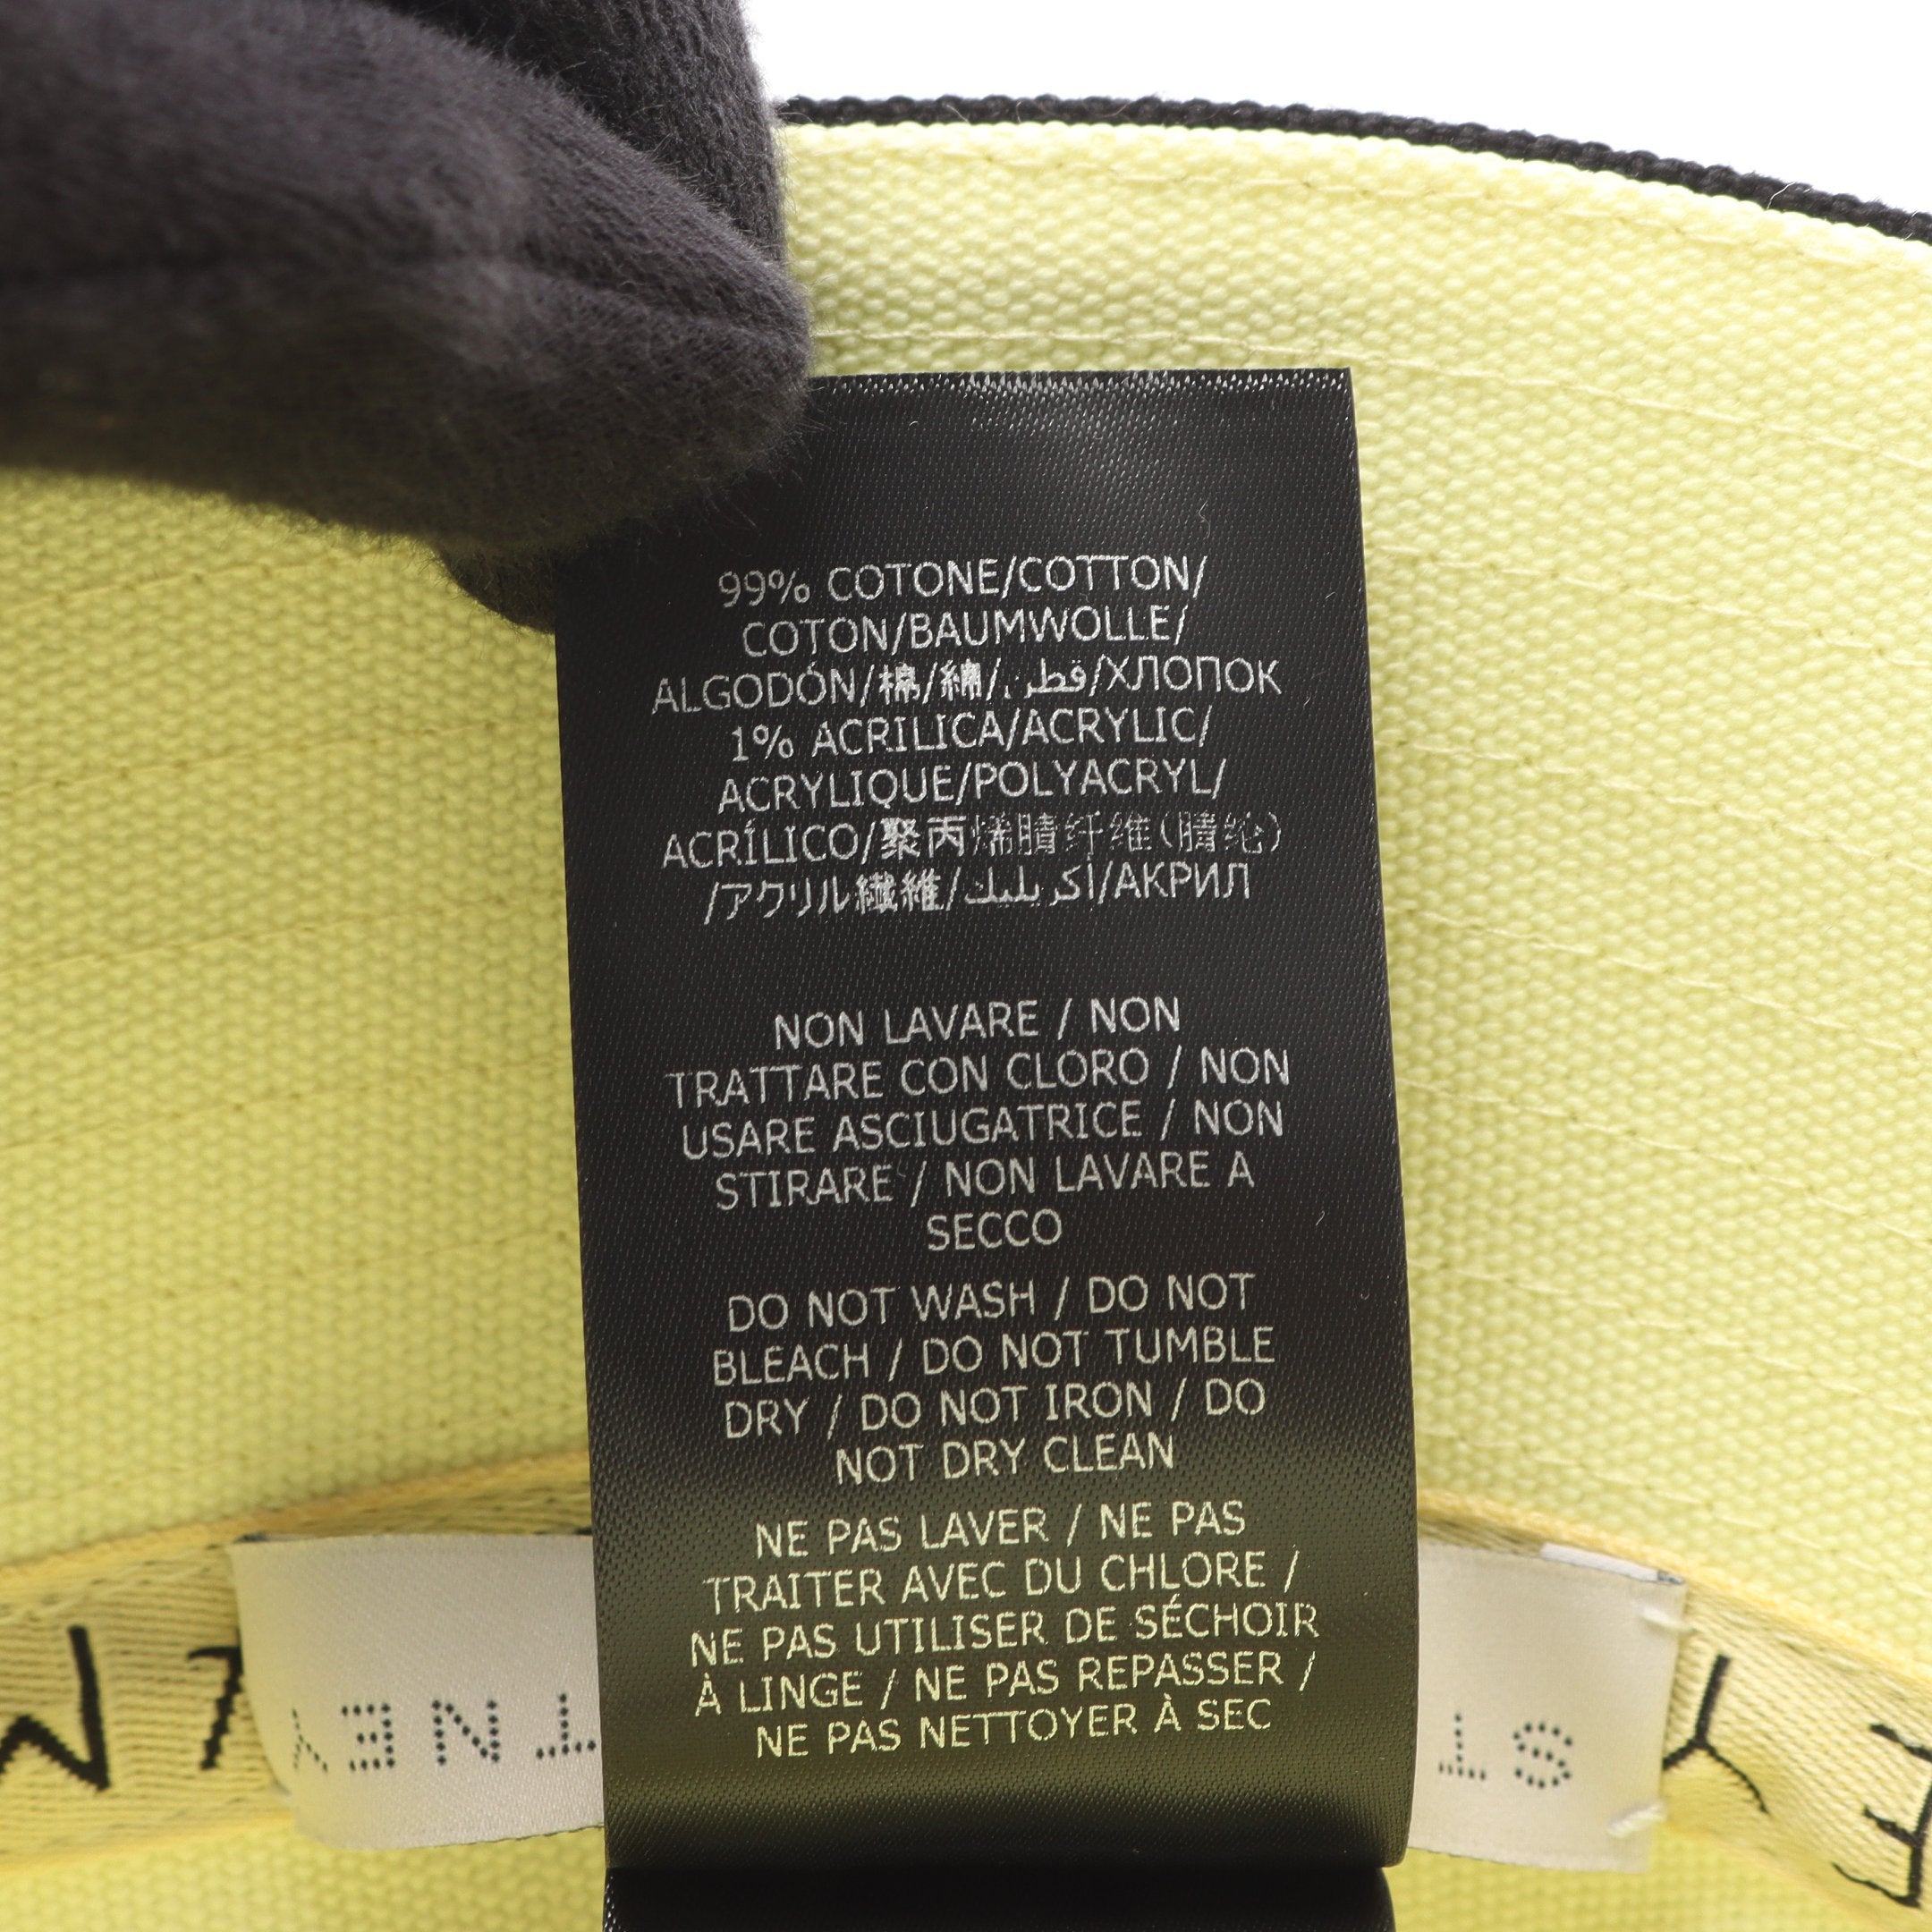 99% COTONE/COTTON/
COTON/BAUMWOLLE/
ALGODÓN/棉/綿/قطن/ХЛОПОК
1% ACRILICA/ACRYLIC/
ACRYLIQUE/POLYACRYL/
ACRÍLICO/聚丙烯腈纤维(腈纶)
/アクリル繊維/أكريليك/АКРИЛ
NON LAVARE / NON
TRATTARE CON CLORO / NON
USARE ASCIUGATRICE / NON
STIRARE / NON LAVARE A
SECCO
DO NOT WASH / DO NOT
BLEACH / DO NOT TUMBLE
DRY / DO NOT IRON / DO
NOT DRY CLEAN
NE PAS LAVER / NE PAS
TRAITER AVEC DU CHLORE /
NE PAS UTILISER DE SÉCHOIR
À LINGE / NE PAS REPASSER /
NE PAS NETTOYER À SEC